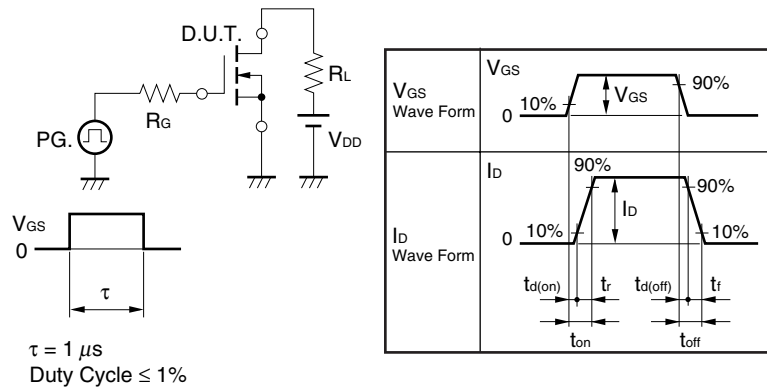 D.U.T.
RL
RG
PG.
VDD
VGS
0
τ
τ = 1 μs
Duty Cycle ≤ 1%
VGS
Wave Form
VGS
10%
0
VGS
90%
ID
Wave Form
ID
90%
90%
ID
10%
0
10%
td(on)
tr
td(off)
tf
ton
toff